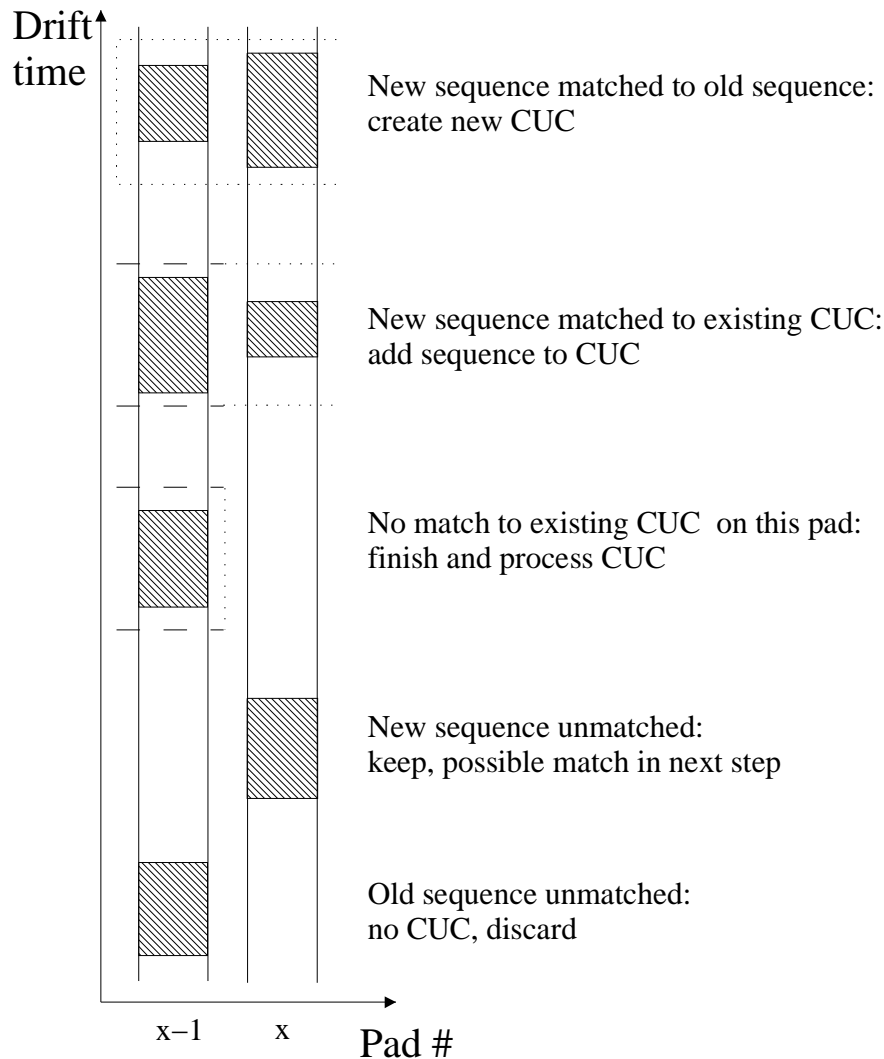 Drift
time
New sequence matched to old sequence:
create new CUC
New sequence matched to existing CUC:
add sequence to CUC
No match to existing CUC on this pad:
finish and process CUC
New sequence unmatched:
keep, possible match in next step
Old sequence unmatched:
no CUC, discard
x−1 x
Pad #